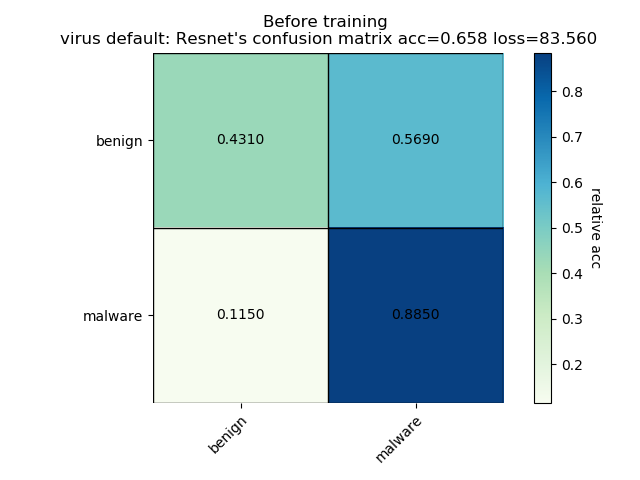 Before training
virus default: Resnet's confusion matrix acc=0.658 loss=83.560
benign
0.4310
0.5690
malware
0.1150
0.8850
benign
malware
0.8
0.7
0.6
0.5
0.4
0.3
0.2
relative acc